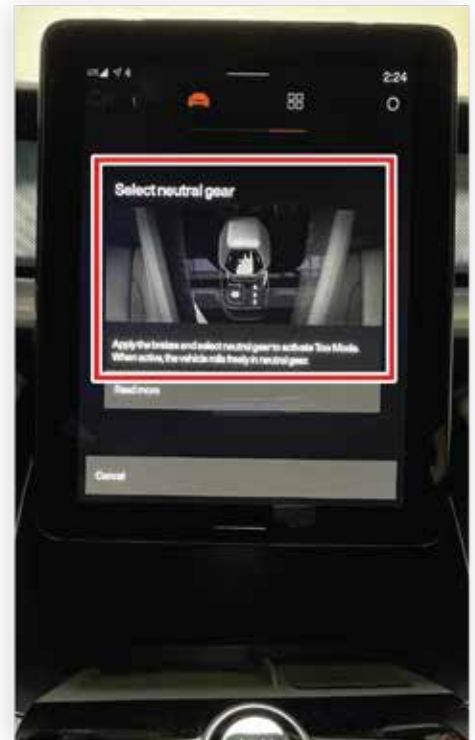 2:24
Select neutral gear
Apply the brakes and select neutral gear to activate Tow Mode.
When active, the vehicle rolls freely in neutral gear.
Read more
Cancel